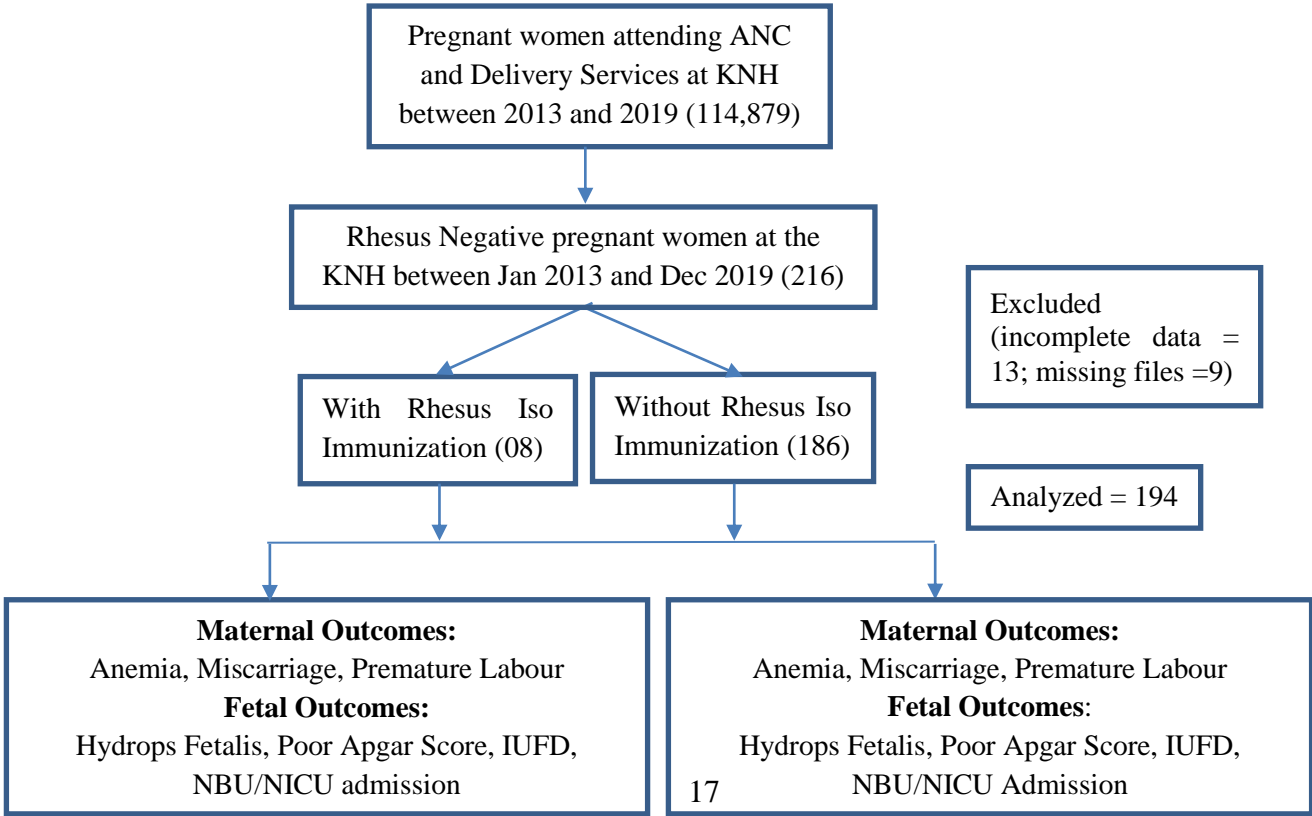 Pregnant women attending ANC
and Delivery Services at KNH
between 2013 and 2019 (114,879)
Rhesus Negative pregnant women at the
KNH between Jan 2013 and Dec 2019 (216)
Excluded
(incomplete data =
13; missing files =9)
With Rhesus Iso
Immunization (08)
Without Rhesus Iso
Immunization (186)
Analyzed = 194
Maternal Outcomes:
Anemia, Miscarriage, Premature Labour
Fetal Outcomes:
Hydrops Fetalis, Poor Apgar Score, IUFD,
NBU/NICU admission
Maternal Outcomes:
Anemia, Miscarriage, Premature Labour
Fetal Outcomes:
Hydrops Fetalis, Poor Apgar Score, IUFD,
NBU/NICU Admission
17